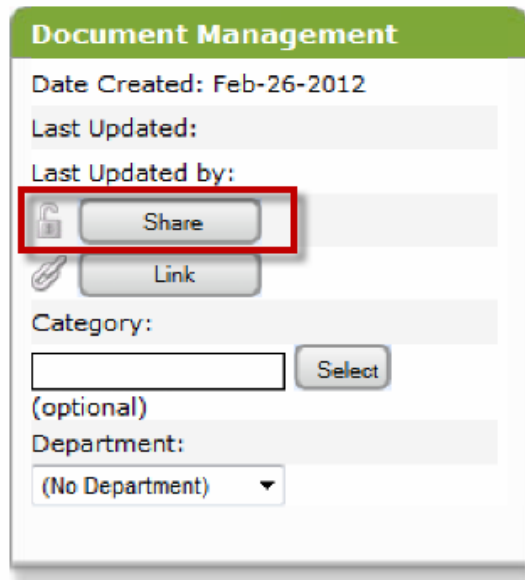 Document Management
Date Created: Feb-26-2012
Last Updated:
Last Updated by:
Share
Link
Category:
Select
(optional)
Department:
(No Department)